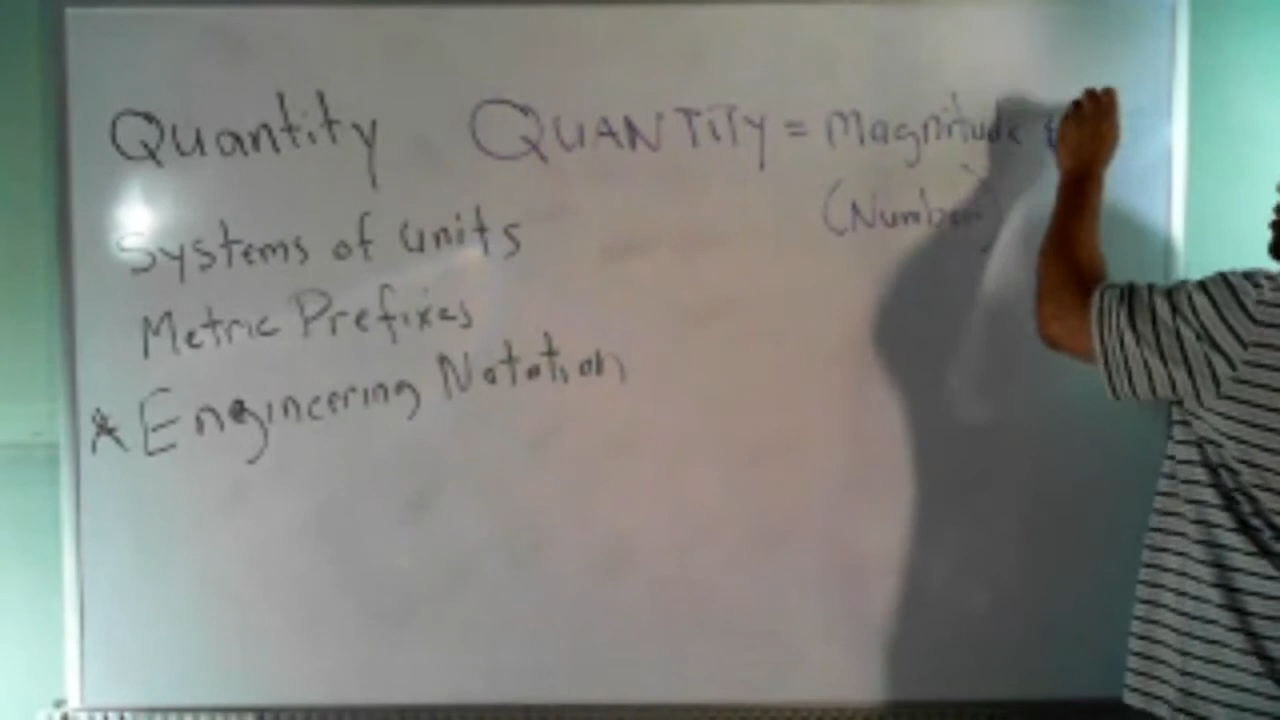 Quantity QUANTITY = Magnitude &
(Number)
Systems of Units
Metric Prefixes
* Engineering Notation